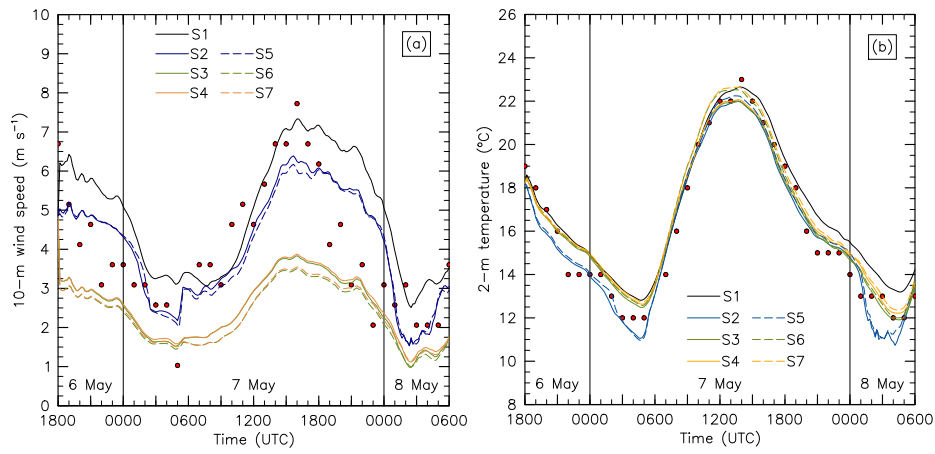 (a)
S1
S2 S5
S3 S6
S4 S7
10-m wind speed (m s⁻¹)
10
9
8
7
6
5
4
3
2
1
0
6 May 7 May 8 May
1800 0000 0600 1200 1800 0000 0600
Time (UTC)
(b)
2-m temperature (°C)
26
24
22
20
18
16
14
12
10
8
S1
S2 S5
S3 S6
S4 S7
6 May 7 May 8 May
1800 0000 0600 1200 1800 0000 0600
Time (UTC)